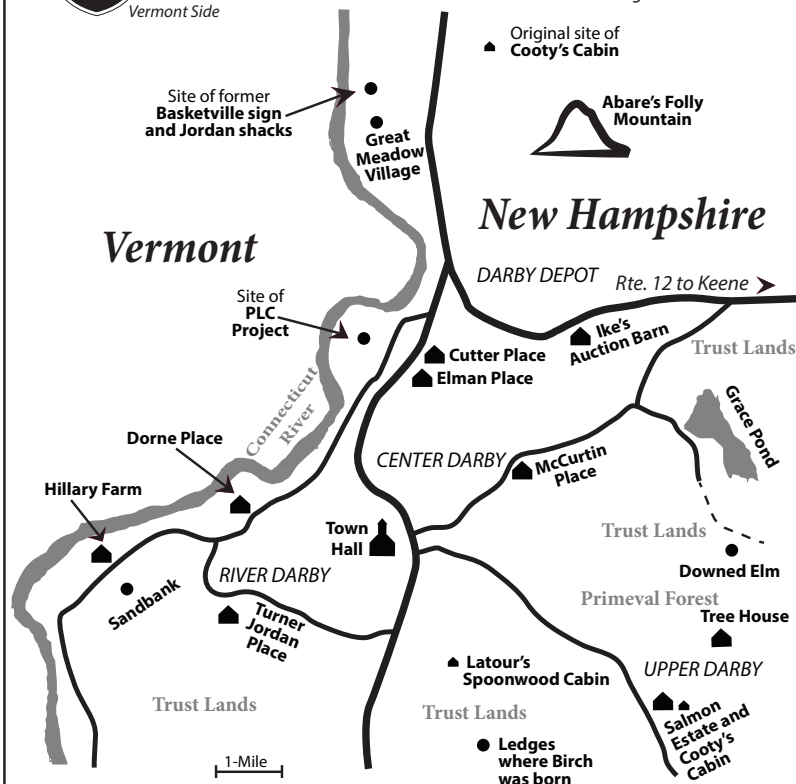 Vermont Side
Original site of
Cooty's Cabin
Abare's Folly
Mountain
Site of former
Basketville sign
and Jordan shacks
Great
Meadow
Village
New Hampshire
Vermont
DARBY DEPOT
Rte. 12 to Keene
Site of
PLC
Project
Ike's
Auction Barn
Trust Lands
Cutter Place
Elman Place
Connecticut
River
Grace Pond
Dorne Place
CENTER DARBY
McCurtin
Place
Hillary Farm
Town
Hall
Trust Lands
Downed Elm
RIVER DARBY
Sandbank
Primeval Forest
Tree House
Turner
Jordan
Place
Latour's
Spoonwood Cabin
UPPER DARBY
Trust Lands
Trust Lands
Salmon
Estate and
Cooty's
Cabin
Ledges
where Birch
was born
1-Mile